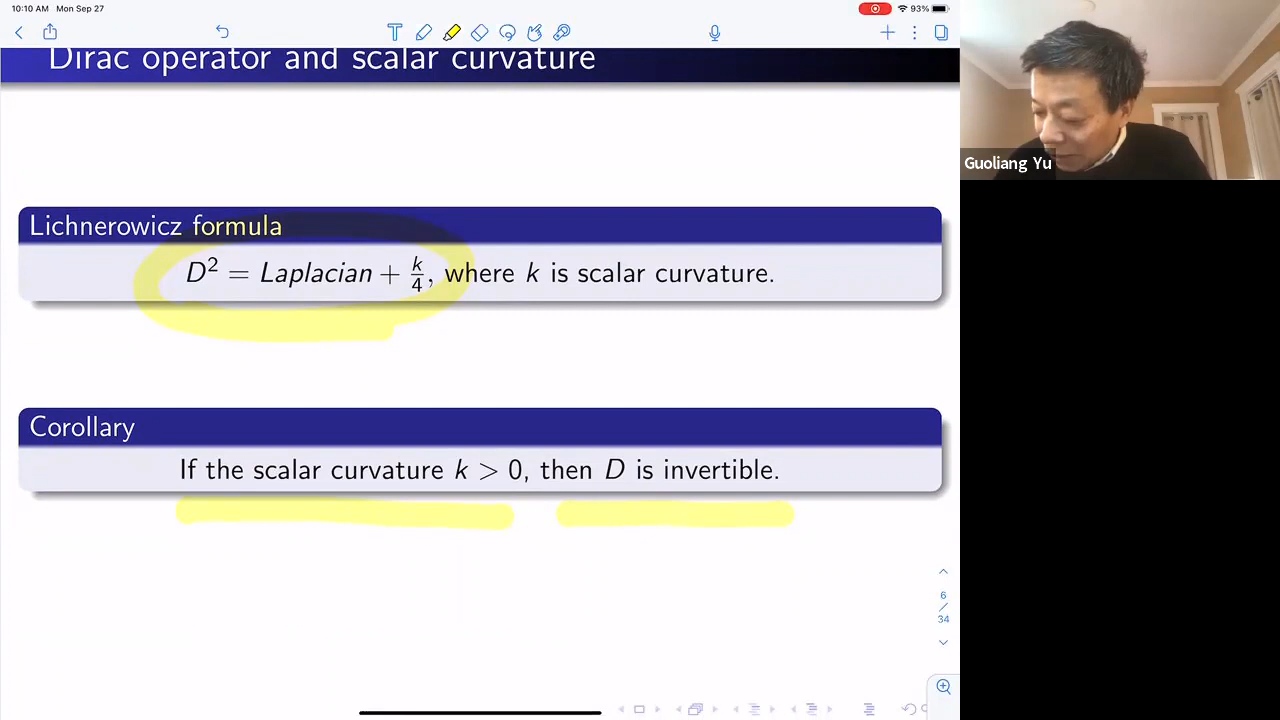 10:10 AM Mon Sep 27
93%
Dirac operator and scalar curvature
Guoliang Yu
Lichnerowicz formula
D² = Laplacian + k/4, where k is scalar curvature.
Corollary
If the scalar curvature k > 0, then D is invertible.
6
/
34